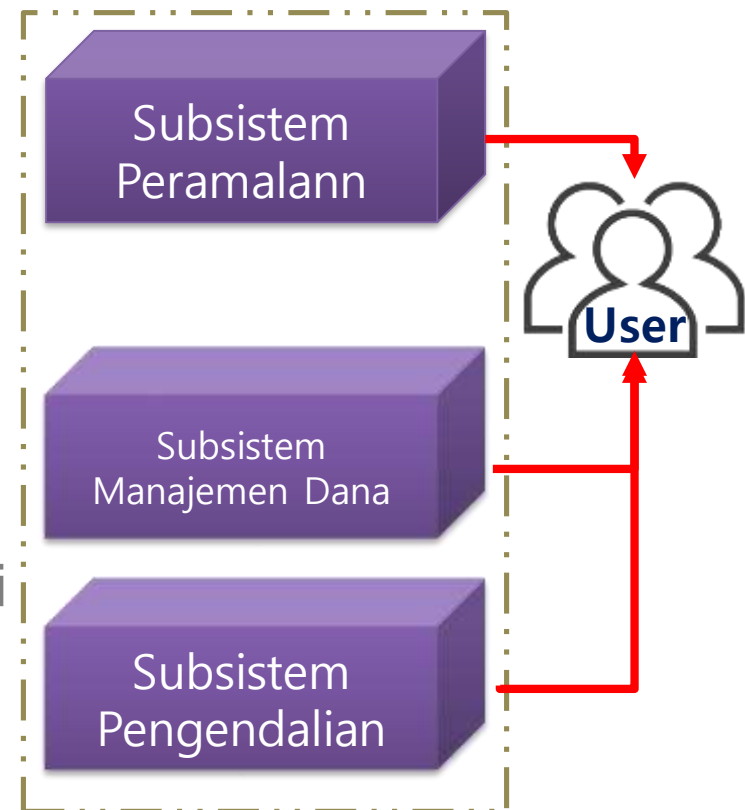 Subsistem
Peramalann
User
Subsistem
Manajemen Dana
i
Subsistem
Pengendalian